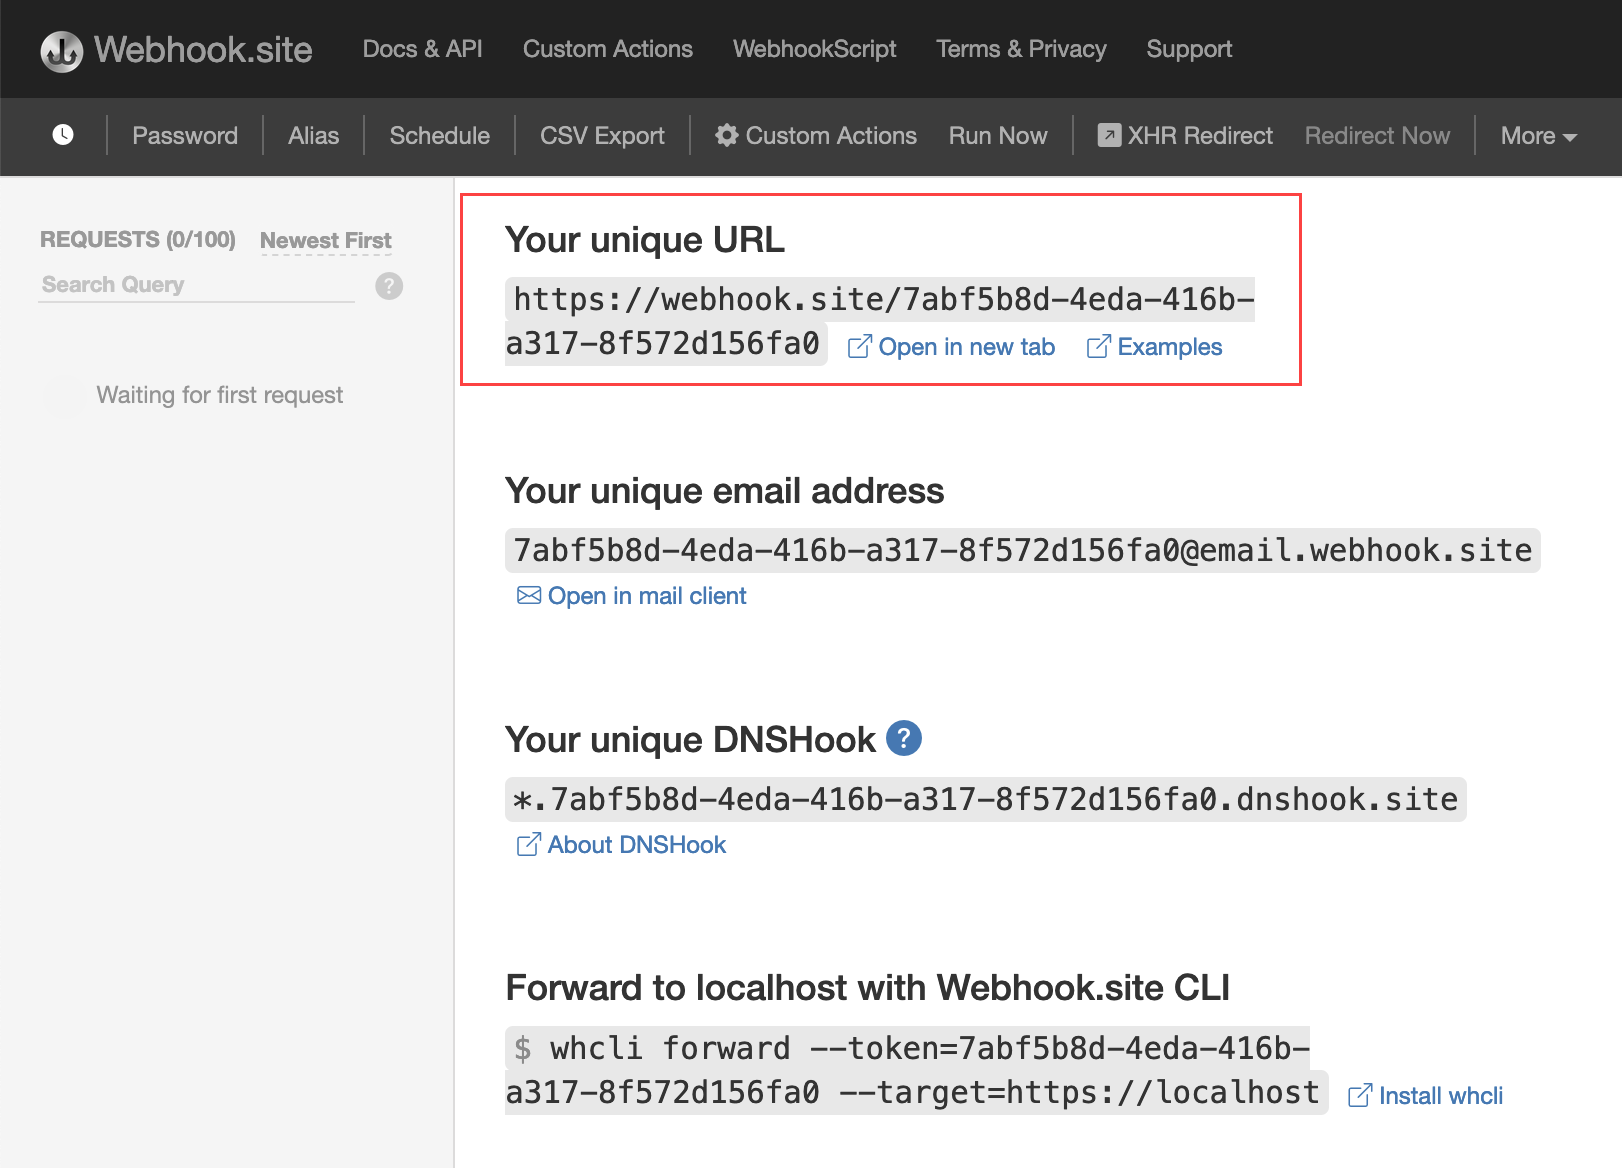 Webhook.site Docs & API Custom Actions WebhookScript Terms & Privacy Support
Password Alias Schedule CSV Export Custom Actions Run Now XHR Redirect Redirect Now More
REQUESTS (0/100) Newest First
Search Query ?
Waiting for first request
Your unique URL
https://webhook.site/7abf5b8d-4eda-416b-
a317-8f572d156fa0 Open in new tab Examples
Your unique email address
7abf5b8d-4eda-416b-a317-8f572d156fa0@email.webhook.site
Open in mail client
Your unique DNSHook ?
*.7abf5b8d-4eda-416b-a317-8f572d156fa0.dnshook.site
About DNSHook
Forward to localhost with Webhook.site CLI
$ whcli forward --token=7abf5b8d-4eda-416b-
a317-8f572d156fa0 --target=https://localhost Install whcli